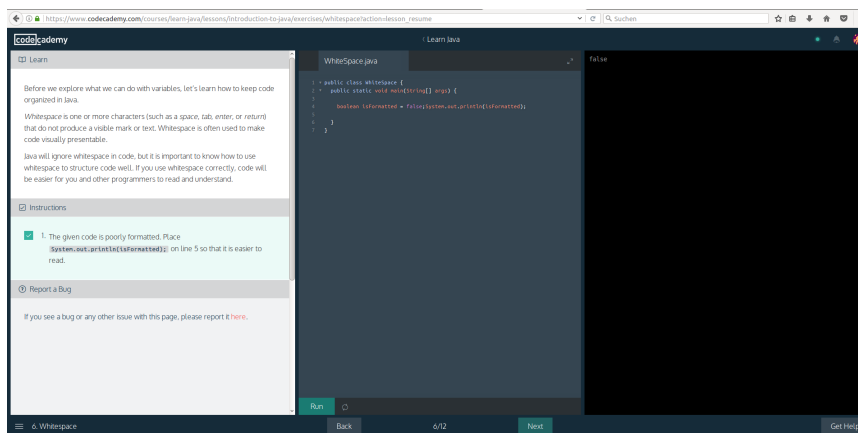 https://www.codecademy.com/courses/learn-java/lessons/introduction-to-java/exercises/whitespace?action=lesson_resume
Suchen
codecademy
Learn Java
Learn
Before we explore what we can do with variables, let's learn how to keep code
organized in Java.
Whitespace is one or more characters (such as a space, tab, enter, or return)
that do not produce a visible mark or text. Whitespace is often used to make
code visually presentable.
Java will ignore whitespace in code, but it is important to know how to use
whitespace to structure code well. If you use whitespace correctly, code will
be easier for you and other programmers to read and understand.
Instructions
1. The given code is poorly formatted. Place
System.out.println(isFormatted); on line 5 so that it is easier to
read.
Report a Bug
If you see a bug or any other issue with this page, please report it here.
WhiteSpace.java
1 public class WhiteSpace {
2 public static void main(String[] args) {
3
4 boolean isFormatted = false;System.out.println(isFormatted);
5
6 }
7 }
Run
false
6. Whitespace
Back
6/12
Next
Get Help